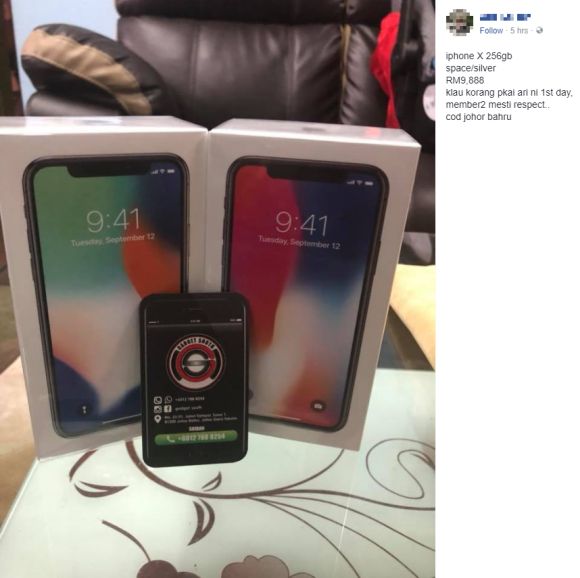 Follow · 5 hrs ·
iphone X 256gb
space/silver
RM9,888
klau korang pkai ari ni 1st day,
member2 mesti respect..
cod johor bahru
9:41
Tuesday, September 12
9:41
Tuesday, September 12
GADGET SOUTH
+6012 788 8254
gadget south
+6012 788 8254